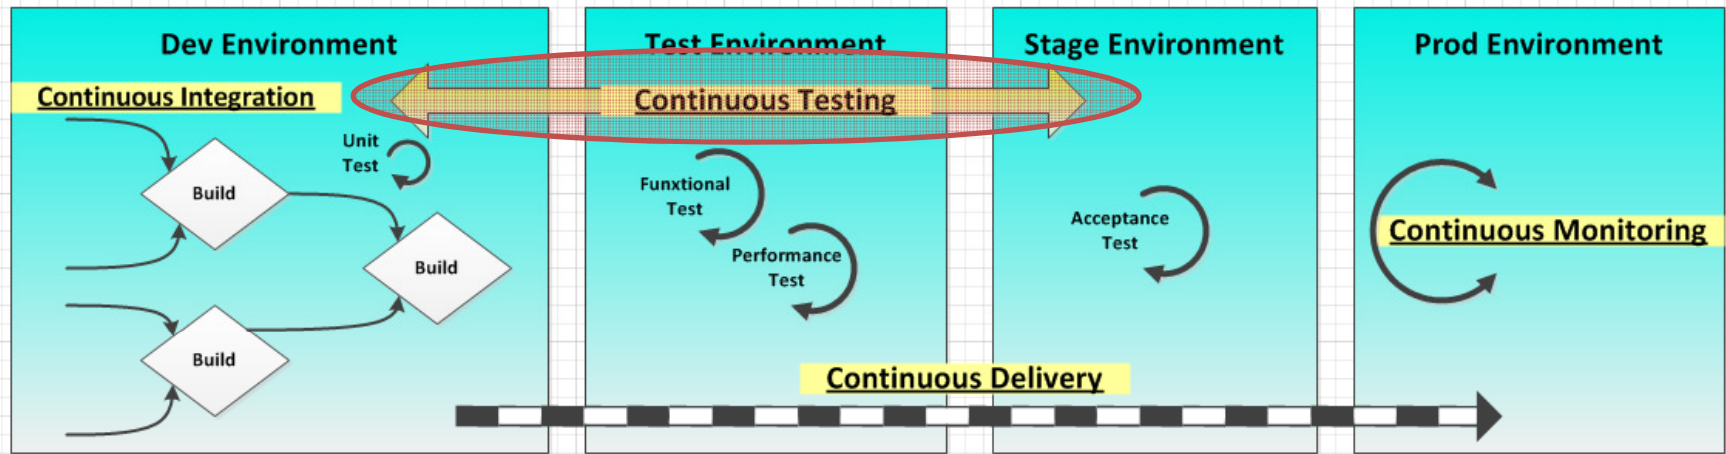 Dev Environment
Continuous Integration
Unit
Test
Build
Build
Build
Test Environment
Continuous Testing
Funxtional
Test
Performance
Test
Stage Environment
Acceptance
Test
Continuous Delivery
Prod Environment
Continuous Monitoring